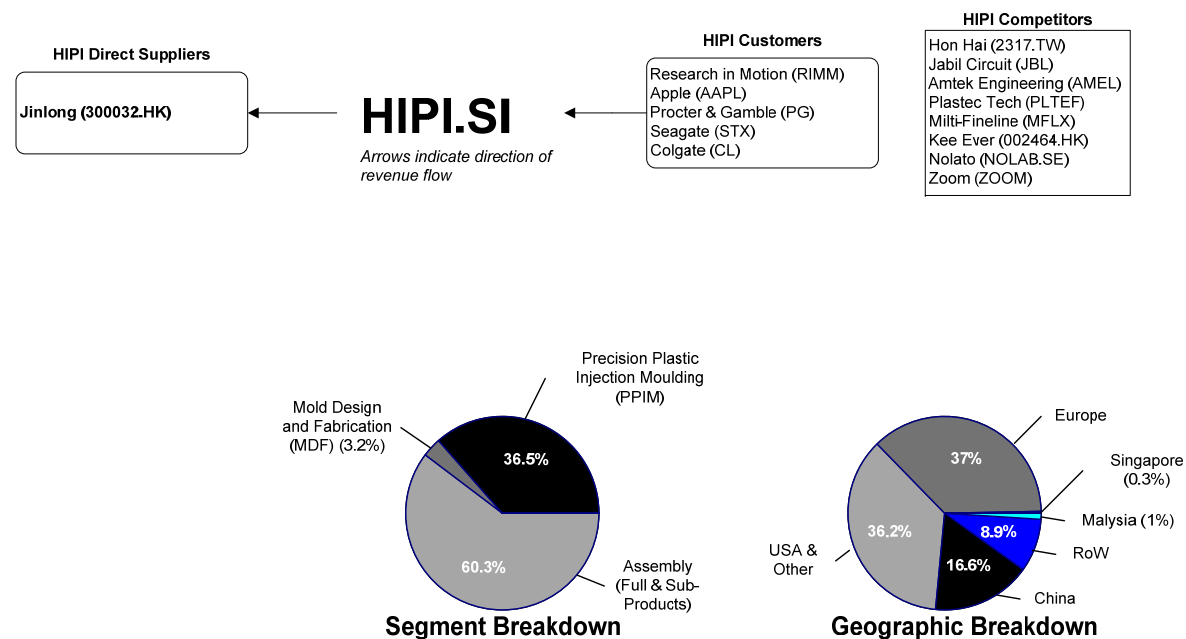 HIPI Competitors
HIPI Customers
HIPI Direct Suppliers
Hon Hai (2317.TW)
Jabil Circuit (JBL)
Amtek Engineering (AMEL)
Plastec Tech (PLTEF)
Milti-Fineline (MFLX)
Kee Ever (002464.HK)
Nolato (NOLAB.SE)
Zoom (ZOOM)
Research in Motion (RIMM)
Apple (AAPL)
Procter & Gamble (PG)
Seagate (STX)
Colgate (CL)
Jinlong (300032.HK)
HIPI.SI
Arrows indicate direction of
revenue flow
Precision Plastic
Injection Moulding
(PPIM)
Mold Design
and Fabrication
(MDF) (3.2%)
36.5%
60.3%
Assembly
(Full & Sub-
Products)
Segment Breakdown
Europe
37%
Singapore
(0.3%)
Malysia (1%)
8.9%
RoW
36.2%
USA &
Other
16.6%
China
Geographic Breakdown